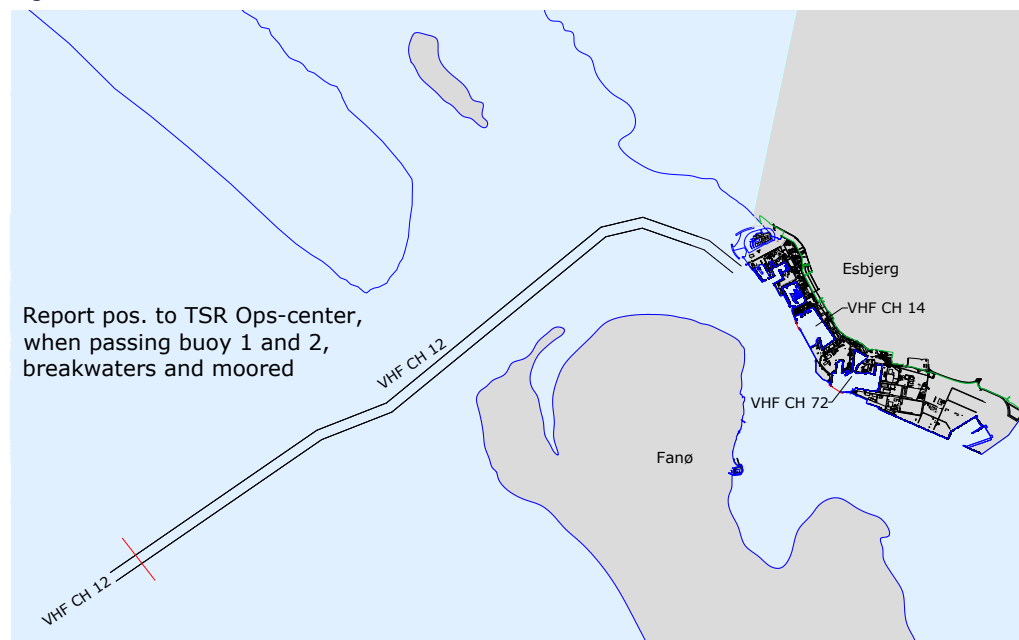 Esbjerg
VHF CH 14
Report pos. to TSR Ops-center,
when passing buoy 1 and 2,
breakwaters and moored
VHF CH 12
VHF CH 72
Fanø
VHF CH 12